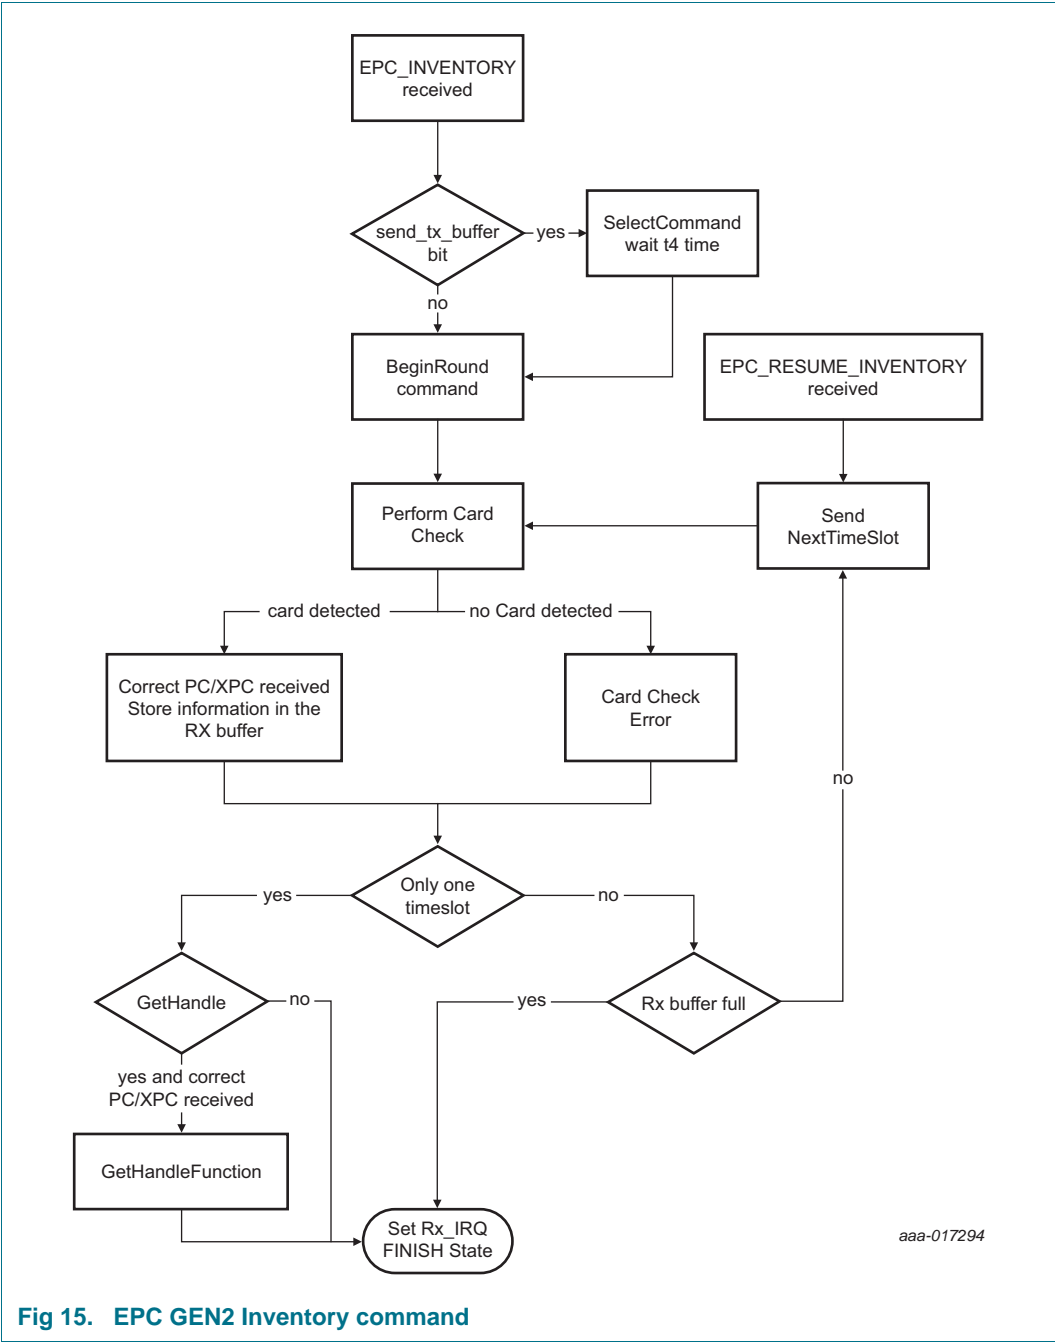 EPC_INVENTORY
received
send_tx_buffer
bit
yes
SelectCommand
wait t4 time
no
BeginRound
command
EPC_RESUME_INVENTORY
received
Perform Card
Check
Send
NextTimeSlot
card detected
no Card detected
Correct PC/XPC received
Store information in the
RX buffer
Card Check
Error
no
Only one
timeslot
yes
no
GetHandle
no
yes
Rx buffer full
yes and correct
PC/XPC received
GetHandleFunction
Set Rx_IRQ
FINISH State
aaa-017294
Fig 15. EPC GEN2 Inventory command